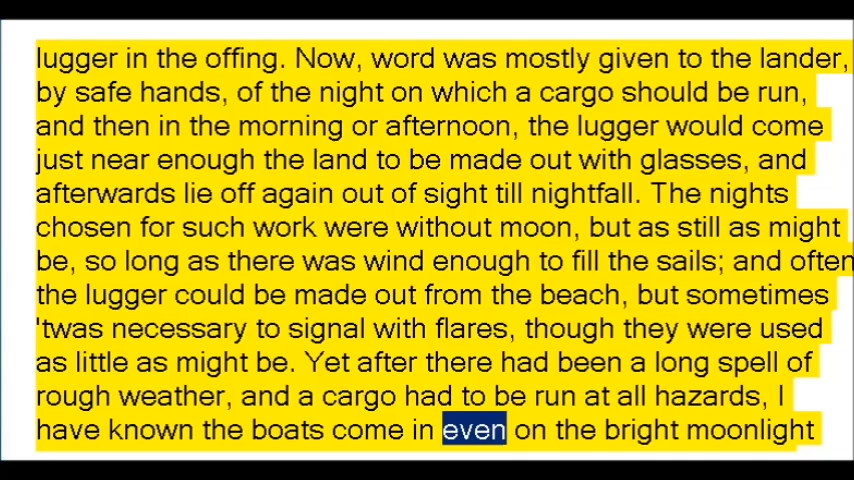 lugger in the offing. Now, word was mostly given to the lander,
by safe hands, of the night on which a cargo should be run,
and then in the morning or afternoon, the lugger would come
just near enough the land to be made out with glasses, and
afterwards lie off again out of sight till nightfall. The nights
chosen for such work were without moon, but as still as might
be, so long as there was wind enough to fill the sails; and often
the lugger could be made out from the beach, but sometimes
'twas necessary to signal with flares, though they were used
as little as might be. Yet after there had been a long spell of
rough weather, and a cargo had to be run at all hazards, I
have known the boats come in even on the bright moonlight